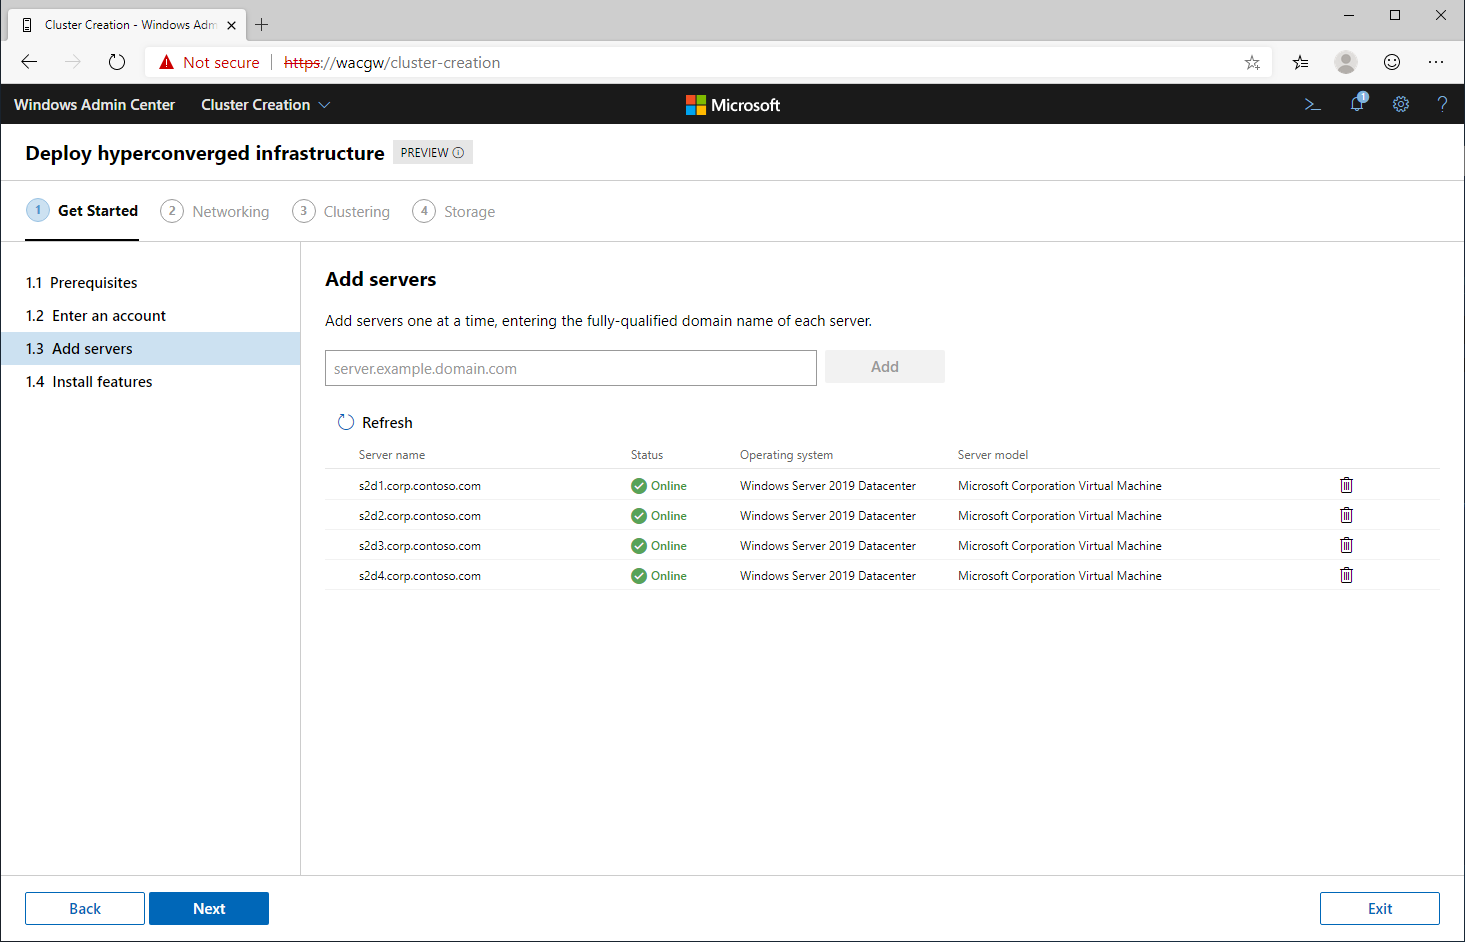 Cluster Creation - Windows Adm
Not secure https://wacgw/cluster-creation
Windows Admin Center Cluster Creation Microsoft 1 ?
Deploy hyperconverged infrastructure PREVIEW
1 Get Started 2 Networking 3 Clustering 4 Storage
1.1 Prerequisites
1.2 Enter an account
1.3 Add servers
1.4 Install features
Add servers
Add servers one at a time, entering the fully-qualified domain name of each server.
server.example.domain.com Add
Refresh
Server name Status Operating system Server model
s2d1.corp.contoso.com Online Windows Server 2019 Datacenter Microsoft Corporation Virtual Machine
s2d2.corp.contoso.com Online Windows Server 2019 Datacenter Microsoft Corporation Virtual Machine
s2d3.corp.contoso.com Online Windows Server 2019 Datacenter Microsoft Corporation Virtual Machine
s2d4.corp.contoso.com Online Windows Server 2019 Datacenter Microsoft Corporation Virtual Machine
Back Next Exit